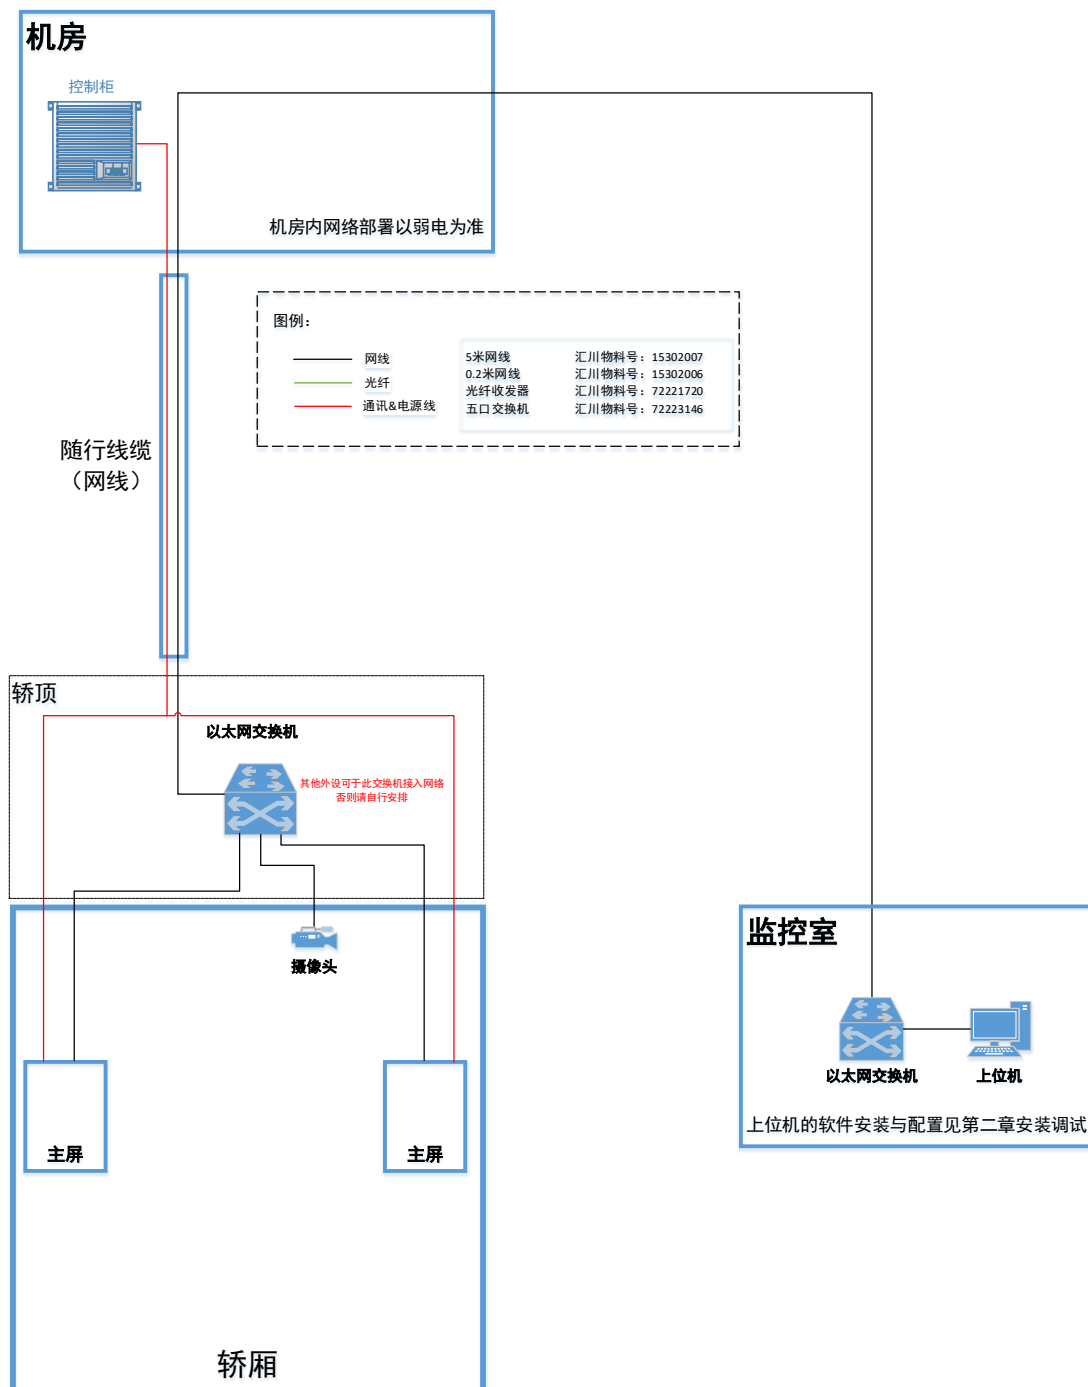 机房
控制柜
机房内网络部署以弱电为准
图例：
网线
光纤
通讯&电源线
5米网线 汇川物料号：15302007
0.2米网线 汇川物料号：15302006
光纤收发器 汇川物料号：72221720
五口交换机 汇川物料号：72223146
随行线缆
（网线）
轿顶
以太网交换机
其他外设可于此交换机接入网络
否则请自行安排
摄像头
主屏
主屏
轿厢
监控室
以太网交换机
上位机
上位机的软件安装与配置见第二章安装调试